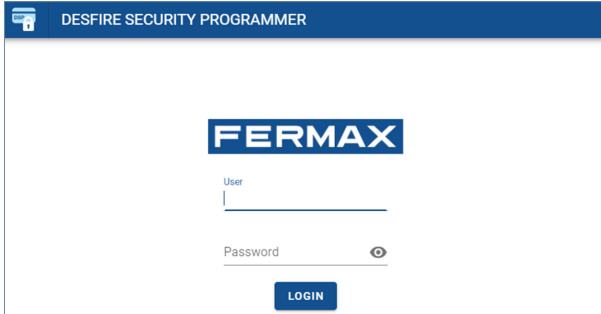 DESFIRE SECURITY PROGRAMMER
FERMAX
User
Password
LOGIN